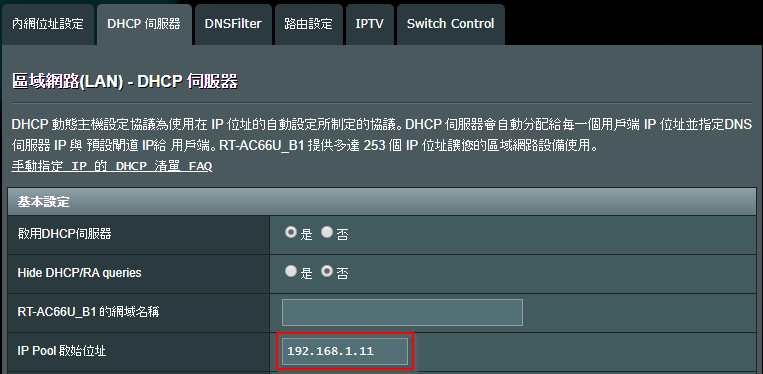 內網位址設定
DHCP 伺服器
DNSFilter
路由設定
IPTV
Switch Control
區域網路(LAN) - DHCP 伺服器
DHCP 動態主機設定協議為使用在 IP 位址的自動設定所制定的協議。DHCP 伺服器會自動分配給每一個用戶端 IP 位址並指定DNS
伺服器 IP 與 預設閘道 IP給 用戶端。RT-AC66U_B1 提供多達 253 個 IP 位址讓您的區域網路設備使用。
手動指定 IP 的 DHCP 清單 FAQ
基本設定
啟用DHCP伺服器
是 否
Hide DHCP/RA queries
是 否
RT-AC66U_B1 的網域名稱
IP Pool 啟始位址
192.168.1.11